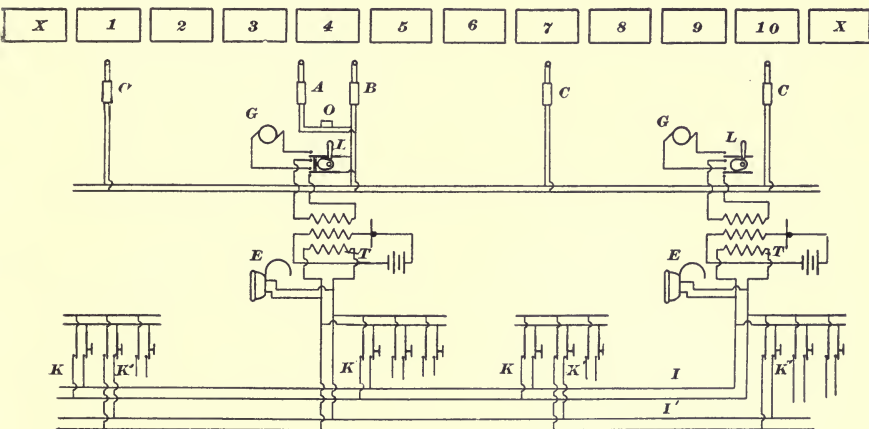 X 1 2 3 4 5 6 7 8 9 10 X
C' A B C C
O
G L G L
E T E T
K K' K K K' K"
I
I'